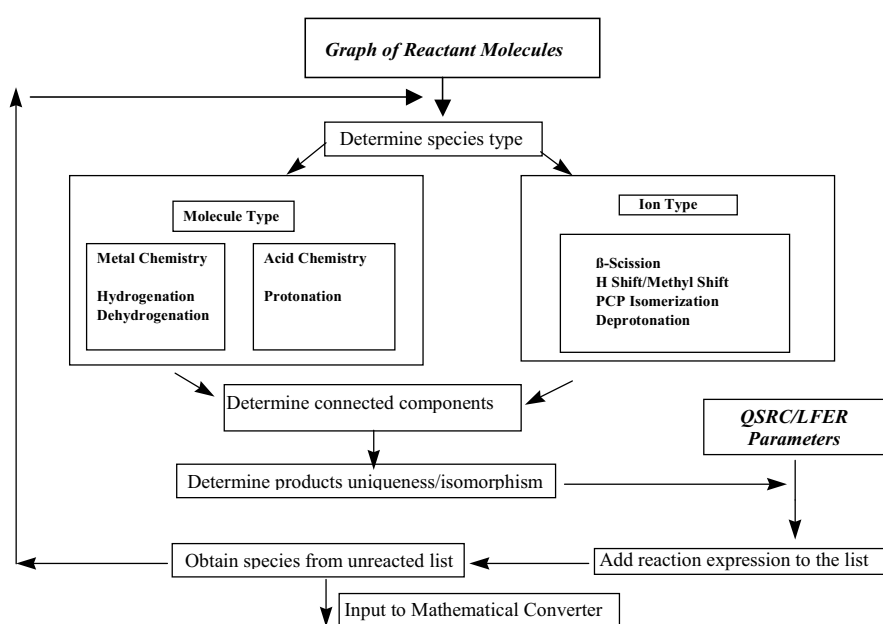 Graph of Reactant Molecules
Determine species type
Molecule Type
Metal Chemistry
Hydrogenation
Dehydrogenation
Acid Chemistry
Protonation
Ion Type
ß-Scission
H Shift/Methyl Shift
PCP Isomerization
Deprotonation
Determine connected components
QSRC/LFER
Parameters
Determine products uniqueness/isomorphism
Add reaction expression to the list
Obtain species from unreacted list
Input to Mathematical Converter